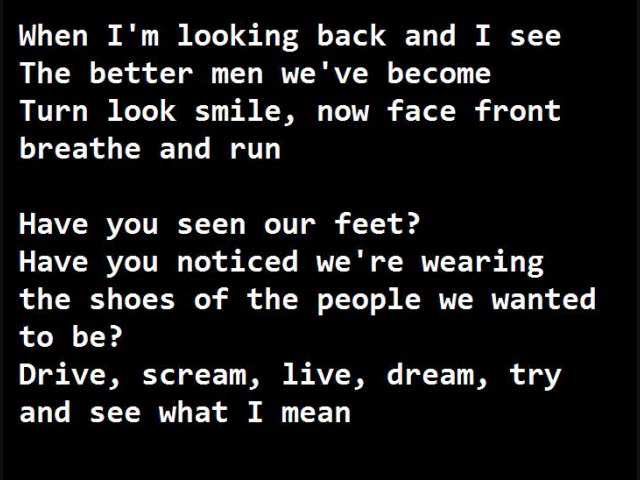 When I'm looking back and I see
The better men we've become
Turn look smile, now face front
breathe and run
Have you seen our feet?
Have you noticed we're wearing
the shoes of the people we wanted
to be?
Drive, scream, live, dream, try
and see what I mean